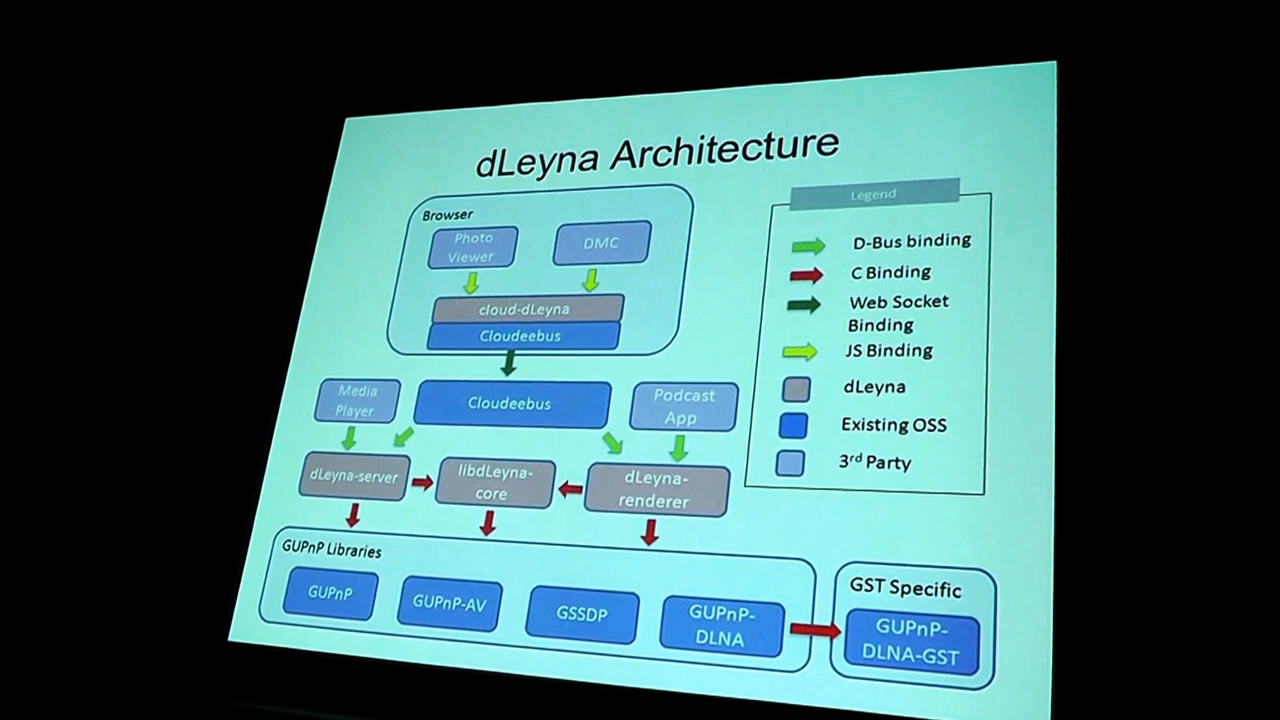 dLeyna Architecture
Browser
Photo
Viewer
DMC
cloud-dLeyna
Cloudeebus
Media
Player
Cloudeebus
Podcast
App
dLeyna-server
libdLeyna-
core
dLeyna-
renderer
GUPnP Libraries
GUPnP
GUPnP-AV
GSSDP
GUPnP-
DLNA
GST Specific
GUPnP-
DLNA-GST
Legend
D-Bus binding
C Binding
Web Socket
Binding
JS Binding
dLeyna
Existing OSS
3rd Party